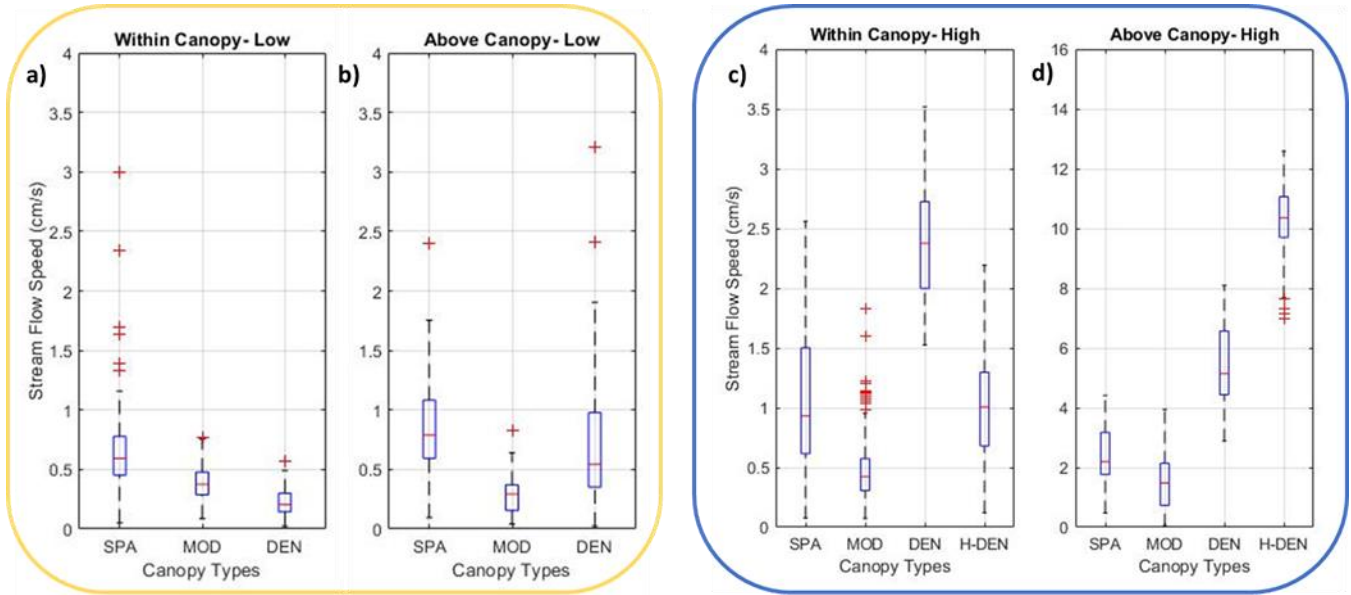 Within Canopy- Low
Above Canopy- Low
Within Canopy- High
Above Canopy- High
a)
b)
c)
d)
Stream Flow Speed (cm/s)
4
3.5
3
2.5
2
1.5
1
0.5
0
SPA MOD DEN
Canopy Types
4
3.5
3
2.5
2
1.5
1
0.5
0
SPA MOD DEN
Canopy Types
Stream Flow Speed (cm/s)
4
3.5
3
2.5
2
1.5
1
0.5
0
SPA MOD DEN H-DEN
Canopy Types
16
14
12
10
8
6
4
2
0
SPA MOD DEN H-DEN
Canopy Types